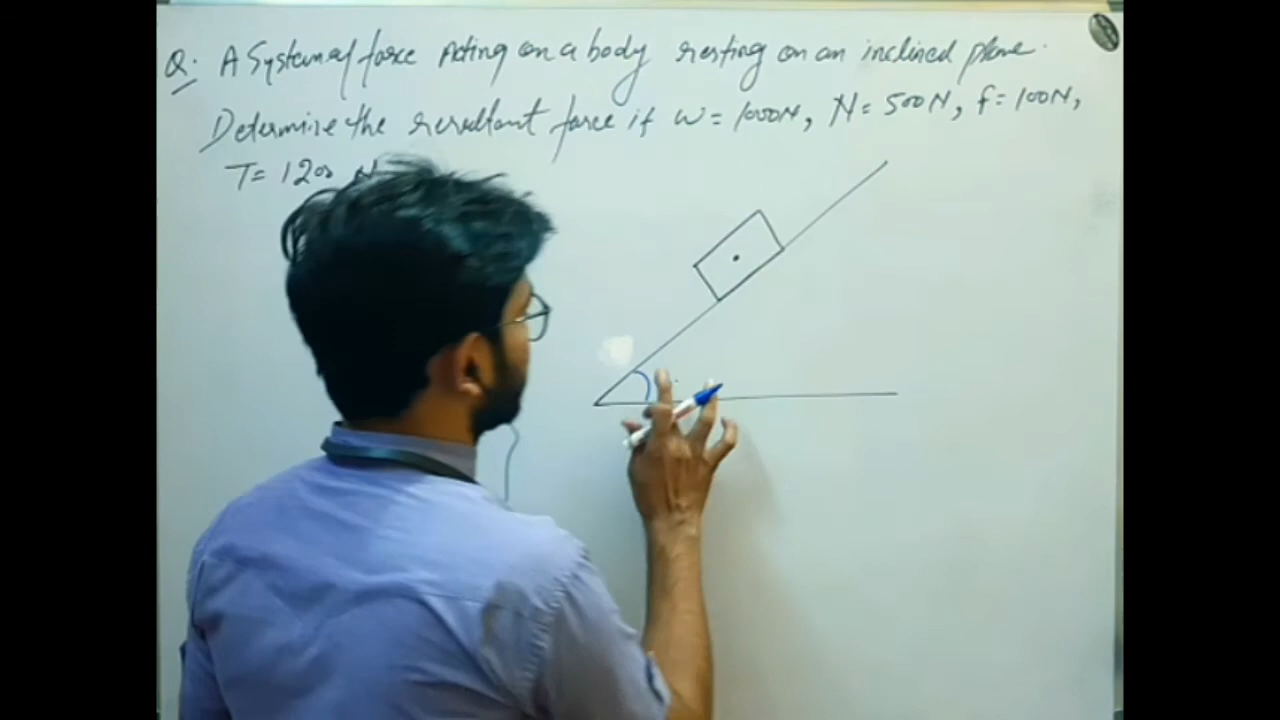 Q. A System of force Acting on a body resting on an inclined plane.
Determine the resultant force if W = 1000N, N = 500N, f = 100N,
T = 1200 N